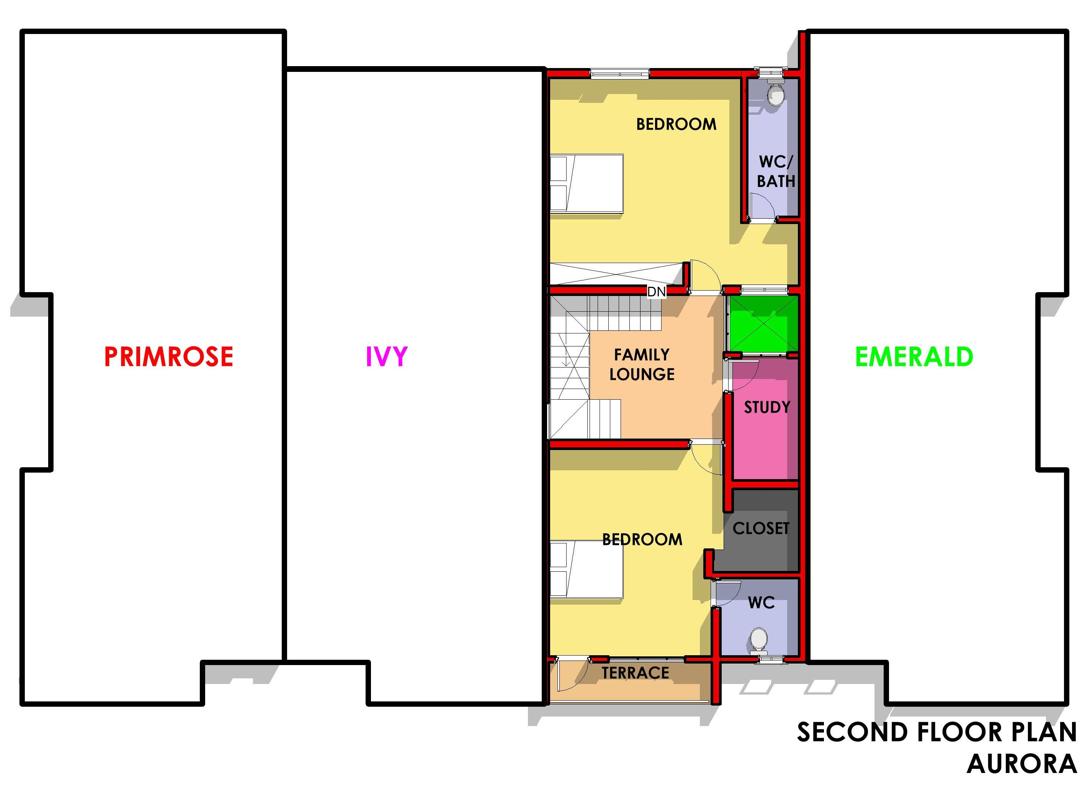 BEDROOM
WC/
BATH
DN
PRIMROSE
IVY
FAMILY
LOUNGE
EMERALD
STUDY
CLOSET
BEDROOM
WC
TERRACE
SECOND FLOOR PLAN
AURORA